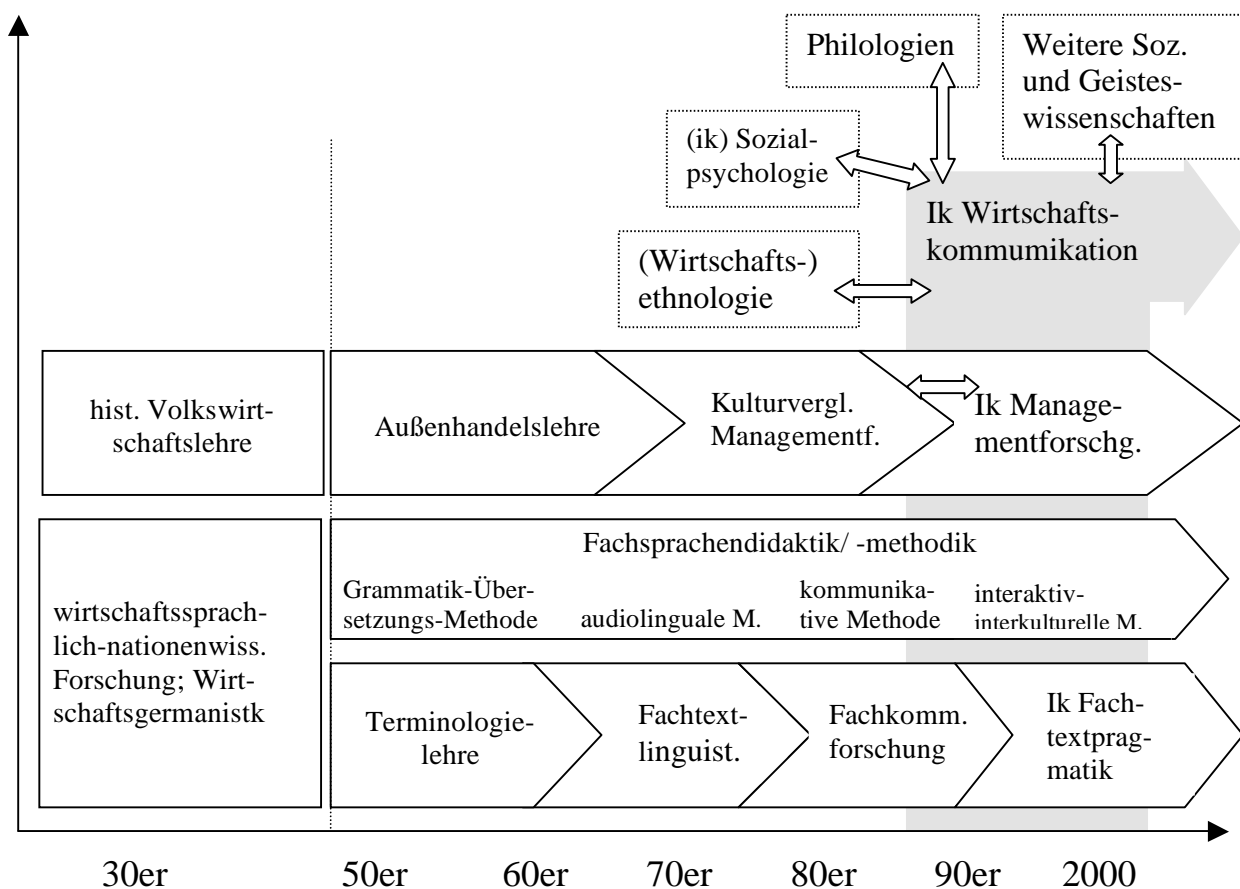 Philologien
Weitere Soz.
und Geistes-
wissenschaften
(ik) Sozial-
psychologie
Ik Wirtschafts-
kommumikation
(Wirtschafts-)
ethnologie
hist. Volkswirt-
schaftslehre
Außenhandelslehre
Kulturvergl.
Managementf.
Ik Manage-
mentforschg.
wirtschaftssprach-
lich-nationenwiss.
Forschung; Wirt-
schaftsgermanistk
Fachsprachendidaktik/ -methodik
Grammatik-Über-
setzungs-Methode
audiolinguale M.
kommunika-
tive Methode
interaktiv-
interkulturelle M.
Terminologie-
lehre
Fachtext-
linguist.
Fachkomm.
forschung
Ik Fach-
textprag-
matik
30er 50er 60er 70er 80er 90er 2000